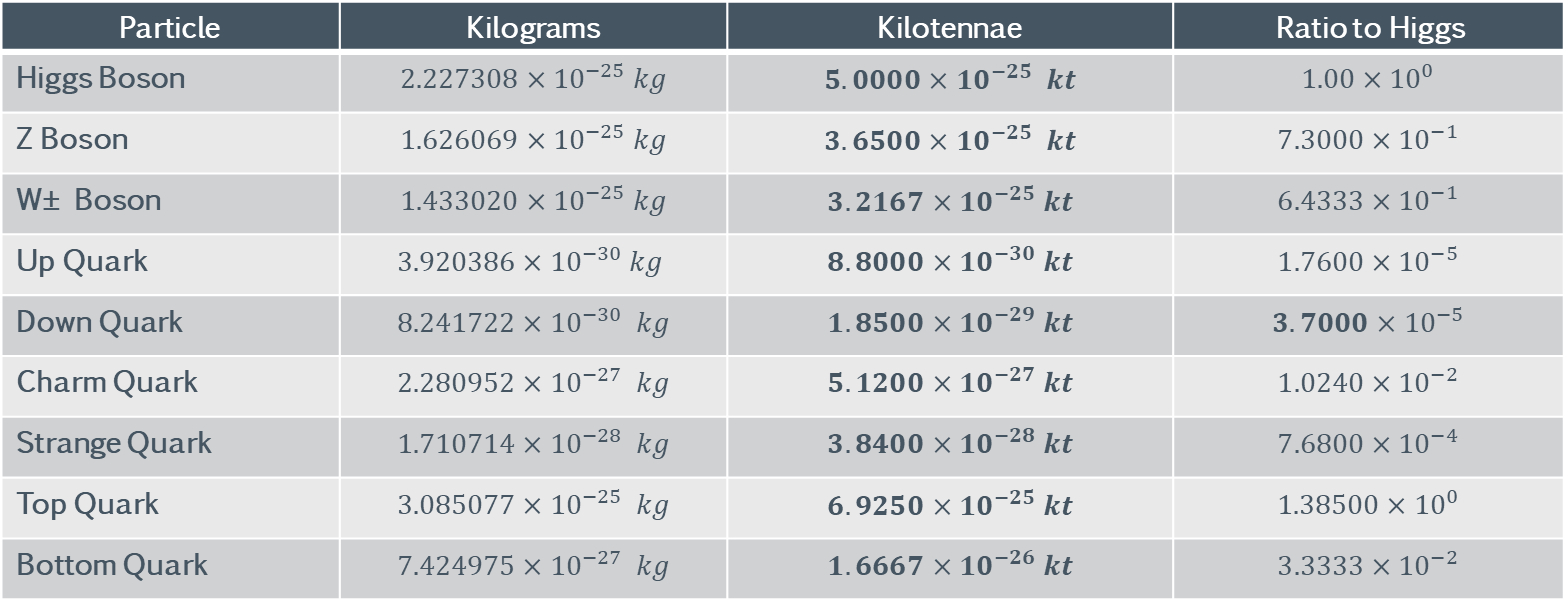 Particle Kilograms Kilotennae Ratio to Higgs
Higgs Boson 2.227308 × 10⁻²⁵ kg 5.0000 × 10⁻²⁵ kt 1.00 × 10⁰
Z Boson 1.626069 × 10⁻²⁵ kg 3.6500 × 10⁻²⁵ kt 7.3000 × 10⁻¹
W± Boson 1.433020 × 10⁻²⁵ kg 3.2167 × 10⁻²⁵ kt 6.4333 × 10⁻¹
Up Quark 3.920386 × 10⁻³⁰ kg 8.8000 × 10⁻³⁰ kt 1.7600 × 10⁻⁵
Down Quark 8.241722 × 10⁻³⁰ kg 1.8500 × 10⁻²⁹ kt 3.7000 × 10⁻⁵
Charm Quark 2.280952 × 10⁻²⁷ kg 5.1200 × 10⁻²⁷ kt 1.0240 × 10⁻²
Strange Quark 1.710714 × 10⁻²⁸ kg 3.8400 × 10⁻²⁸ kt 7.6800 × 10⁻⁴
Top Quark 3.085077 × 10⁻²⁵ kg 6.9250 × 10⁻²⁵ kt 1.38500 × 10⁰
Bottom Quark 7.424975 × 10⁻²⁷ kg 1.6667 × 10⁻²⁶ kt 3.3333 × 10⁻²